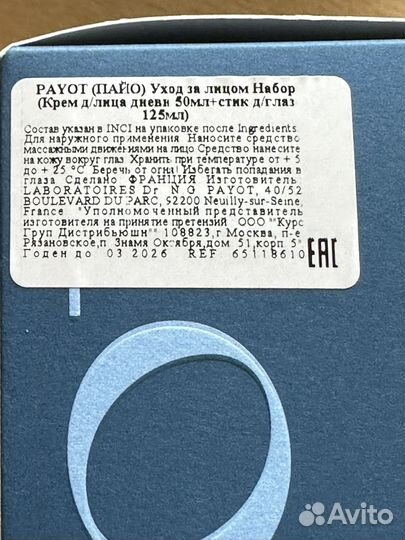 PAYOT (ПАЙО) Уход за лицом Набор
(Крем д/лица дневн 50мл+стик д/глаз
125мл)
Состав указан в INCI на упаковке после Ingredients.
Для наружного применения Наносите средство
массажными движениями на лицо Средство нанесите
на кожу вокруг глаз Хранить при температуре от + 5
до + 25 °С Беречь от огня! Избегать попадания в
глаза Сделано ФРАНЦИЯ Изготовитель
LABORATOIRES Dr N G PAYOT, 40/52
BOULEVARD DU PARC, 92200 Neuilly-sur-Seine,
France *Уполномоченный представитель
изготовителя на принятие претензий ООО "Курс
Груп Дистрибьюшн" 108823,г Москва, п-е
Рязановское,п Знамя Октября,дом 51,корп 5
Годен до 03 2026 REF 65118610
EAC
Avito